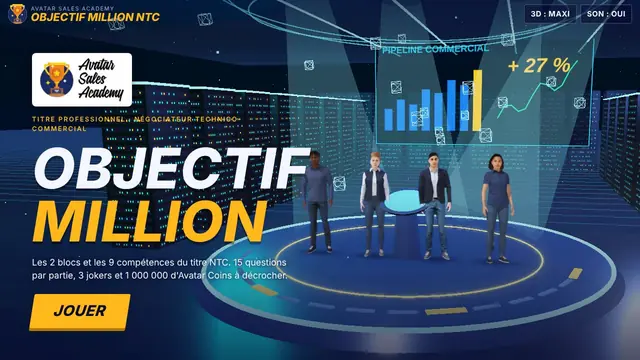 AVATAR SALES ACADEMY
OBJECTIF MILLION NTC
3D : MAXI
SON : OUI
PIPELINE COMMERCIAL
+ 27 %
Avatar
Sales
Academy
TITRE PROFESSIONNEL · NÉGOCIATEUR TECHNICO-
COMMERCIAL
OBJECTIF
MILLION
Les 2 blocs et les 9 compétences du titre NTC. 15 questions
par partie, 3 jokers et 1 000 000 d'Avatar Coins à décrocher.
JOUER